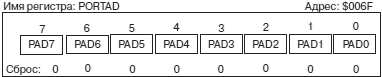 Имя регистра: PORTAD Адрес: $006F
7 6 5 4 3 2 1 0
PAD7 PAD6 PAD5 PAD4 PAD3 PAD2 PAD1 PAD0
Сброс: 0 0 0 0 0 0 0 0